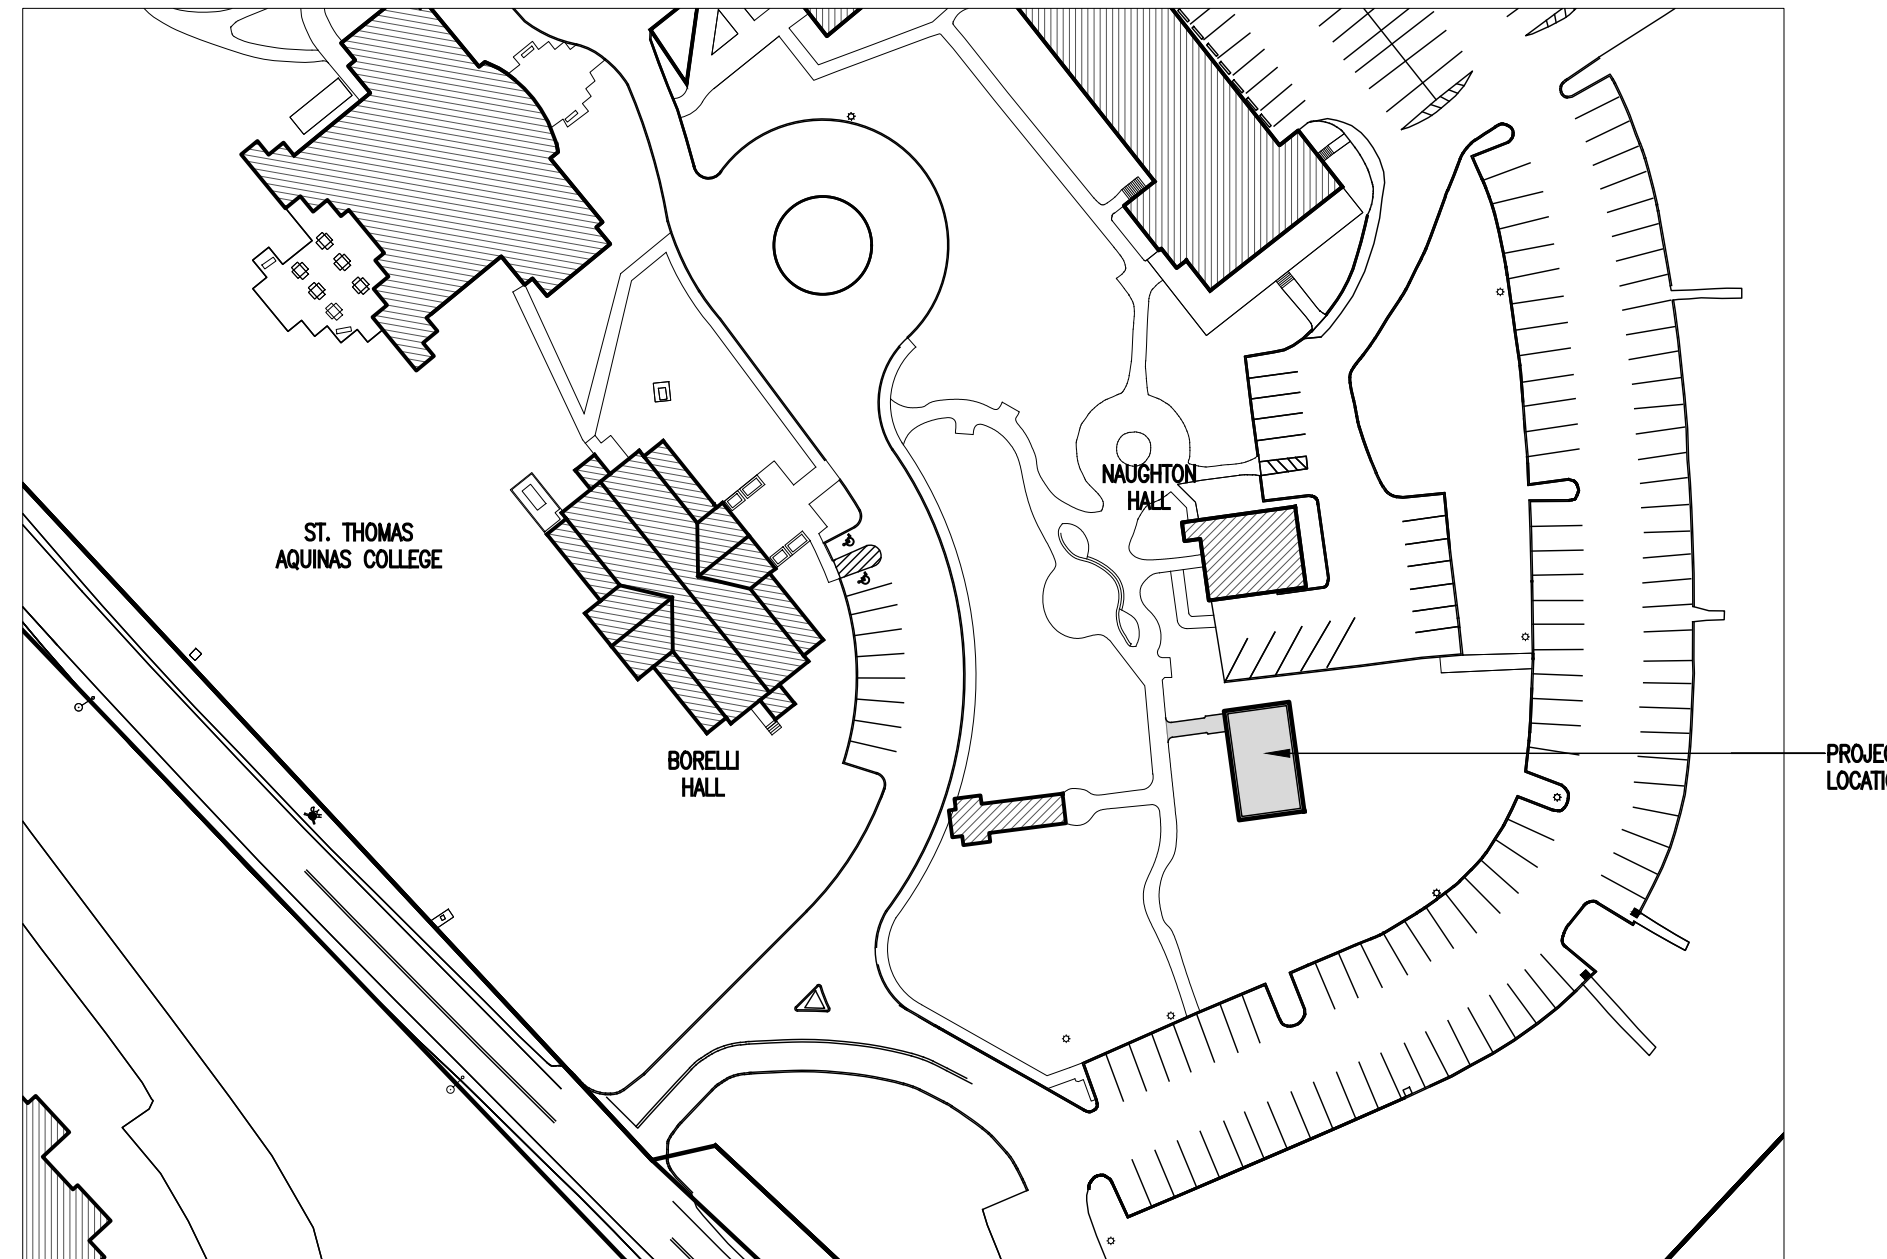 NAUGHTON
HALL
ST. THOMAS
AQUINAS COLLEGE
BORELLI
HALL